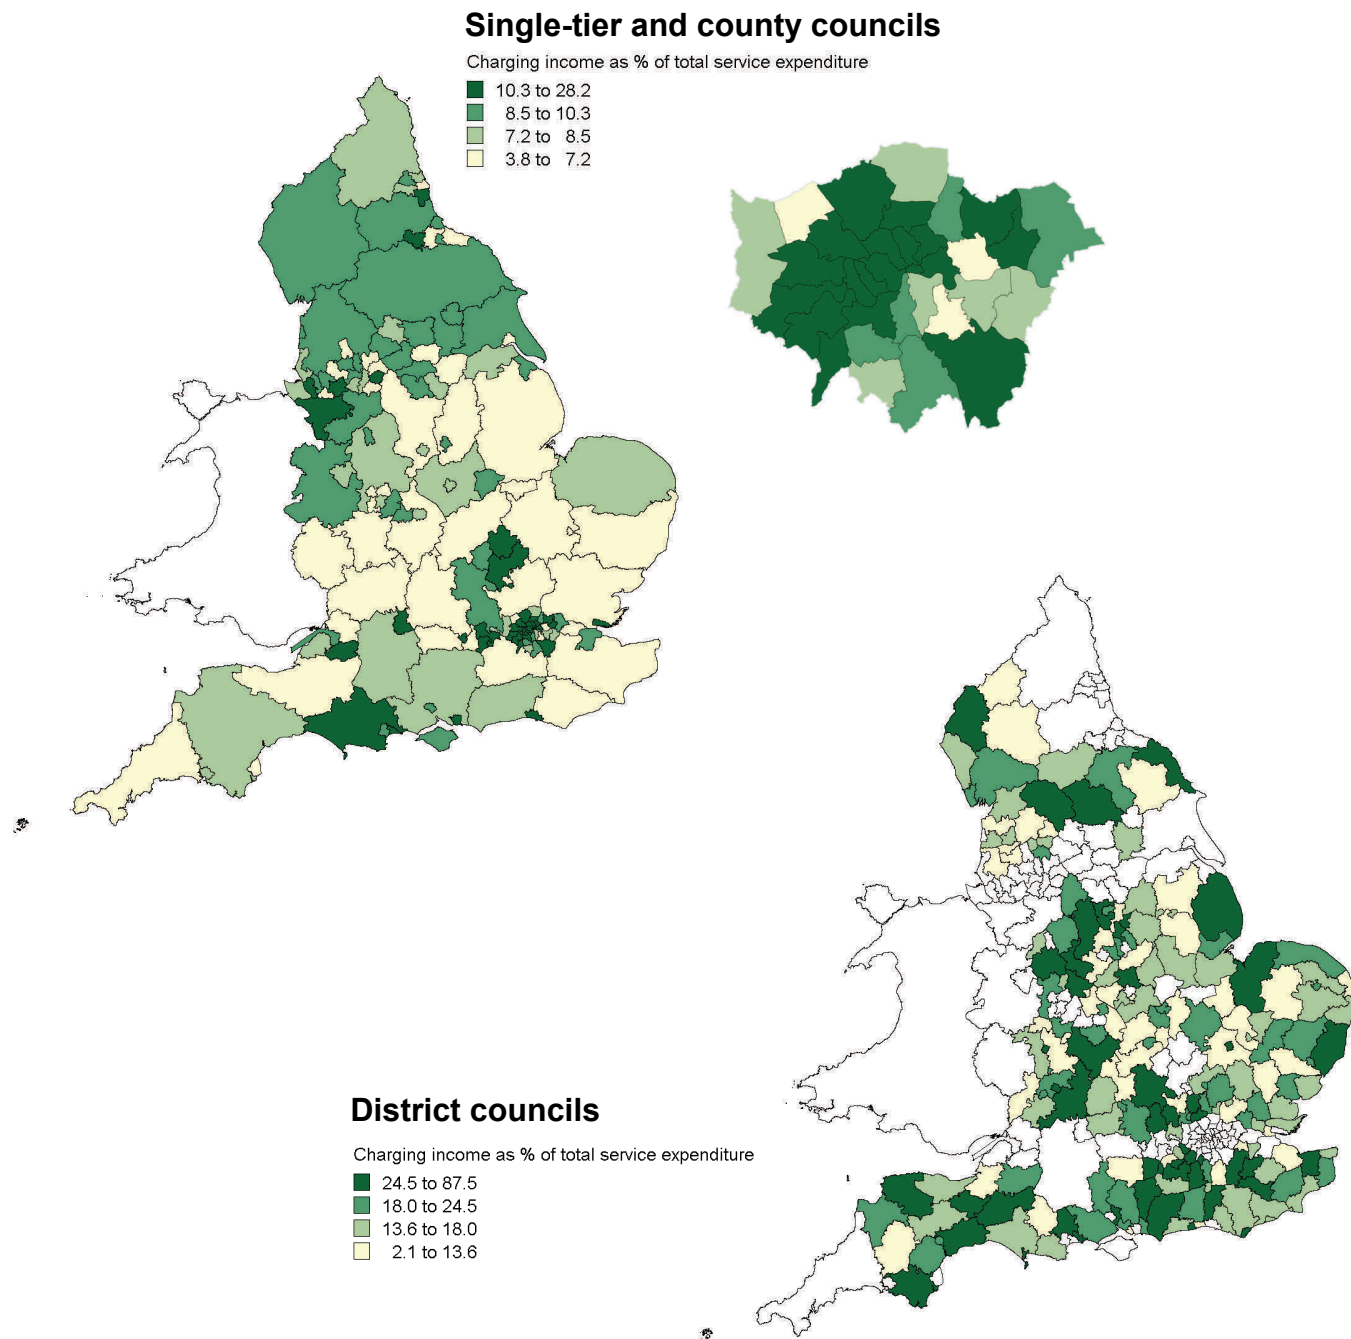 Single-tier and county councils
Charging income as % of total service expenditure
10.3 to 28.2
8.5 to 10.3
7.2 to 8.5
3.8 to 7.2
District councils
Charging income as % of total service expenditure
24.5 to 87.5
18.0 to 24.5
13.6 to 18.0
2.1 to 13.6